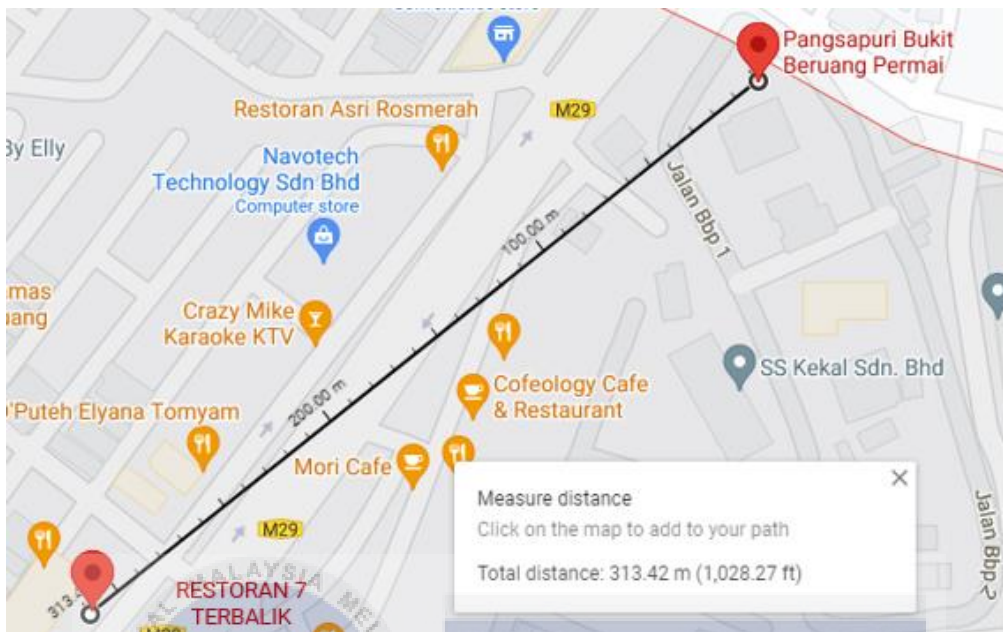 Pangsapuri Bukit
Beruang Permai
M29
Restoran Asri Rosmerah
By Elly
Navotech
Technology Sdn Bhd
Computer store
Jalan Bbp 1
100.00 m
Crazy Mike
Karaoke KTV
SS Kekal Sdn. Bhd
Cofeology Cafe
& Restaurant
200.00 m
Puteh Elyana Tomyam
Mori Cafe
Measure distance
Click on the map to add to your path
Total distance: 313.42 m (1,028.27 ft)
Jalan Bbp 2
M29
RESTORAN 7
TERBALIK
MALAYSIA